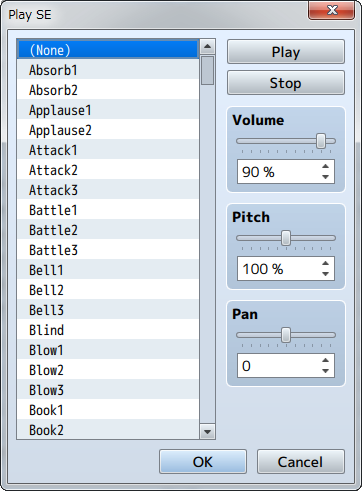 Play SE
(None)
Absorb1
Absorb2
Applause1
Applause2
Attack1
Attack2
Attack3
Battle1
Battle2
Battle3
Bell1
Bell2
Bell3
Blind
Blow1
Blow2
Blow3
Book1
Book2
Play
Stop
Volume
90 %
Pitch
100 %
Pan
0
OK
Cancel